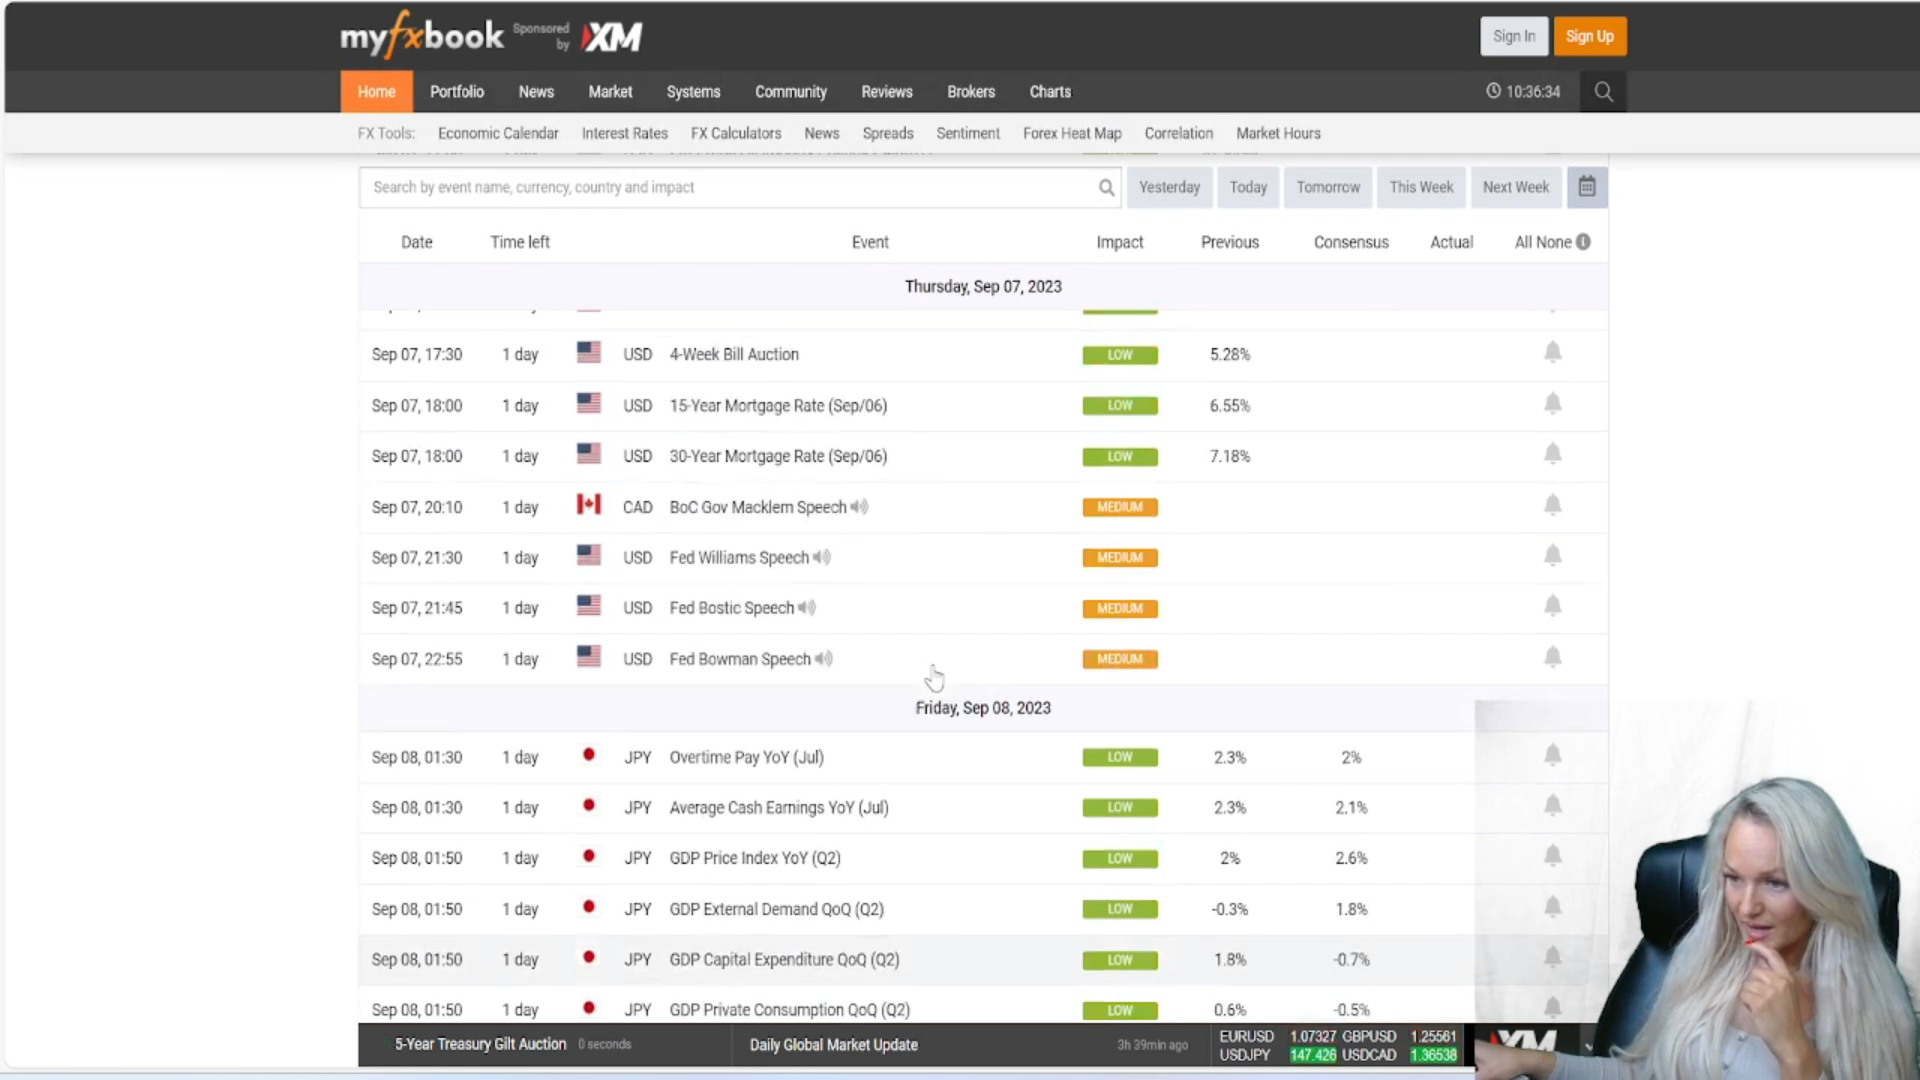 myfxbook Sponsored by XM
Sign In Sign Up
Home Portfolio News Market Systems Community Reviews Brokers Charts 10:36:34
FX Tools: Economic Calendar Interest Rates FX Calculators News Spreads Sentiment Forex Heat Map Correlation Market Hours
Search by event name, currency, country and impact Yesterday Today Tomorrow This Week Next Week
Date Time left Event Impact Previous Consensus Actual All None
Thursday, Sep 07, 2023
Sep 07, 17:30 1 day USD 4-Week Bill Auction LOW 5.28%
Sep 07, 18:00 1 day USD 15-Year Mortgage Rate (Sep/06) LOW 6.55%
Sep 07, 18:00 1 day USD 30-Year Mortgage Rate (Sep/06) LOW 7.18%
Sep 07, 20:10 1 day CAD BoC Gov Macklem Speech MEDIUM
Sep 07, 21:30 1 day USD Fed Williams Speech MEDIUM
Sep 07, 21:45 1 day USD Fed Bostic Speech MEDIUM
Sep 07, 22:55 1 day USD Fed Bowman Speech MEDIUM
Friday, Sep 08, 2023
Sep 08, 01:30 1 day JPY Overtime Pay YoY (Jul) LOW 2.3% 2%
Sep 08, 01:30 1 day JPY Average Cash Earnings YoY (Jul) LOW 2.3% 2.1%
Sep 08, 01:50 1 day JPY GDP Price Index YoY (Q2) LOW 2% 2.6%
Sep 08, 01:50 1 day JPY GDP External Demand QoQ (Q2) LOW -0.3% 1.8%
Sep 08, 01:50 1 day JPY GDP Capital Expenditure QoQ (Q2) LOW 1.8% -0.7%
Sep 08, 01:50 1 day JPY GDP Private Consumption QoQ (Q2) LOW 0.6% -0.5%
5-Year Treasury Gilt Auction 0 seconds Daily Global Market Update 3h 39min ago EURUSD 1.07327 GBPUSD 1.25561
USDJPY 147.426 USDCAD 1.36538
XM